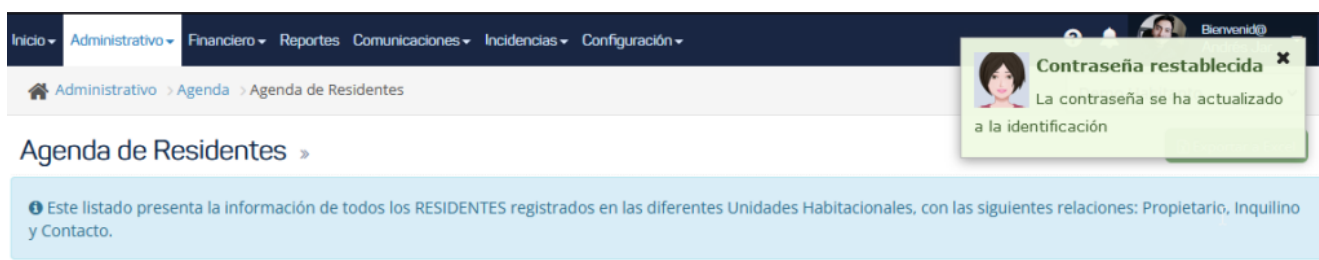 Inicio Administrativo Financiero Reportes Comunicaciones Incidencias Configuración Bienvenid@
Administrativo > Agenda > Agenda de Residentes
Contraseña restablecida ×
La contraseña se ha actualizado
a la identificación
Agenda de Residentes »
Este listado presenta la información de todos los RESIDENTES registrados en las diferentes Unidades Habitacionales, con las siguientes relaciones: Propietario, Inquilino
y Contacto.